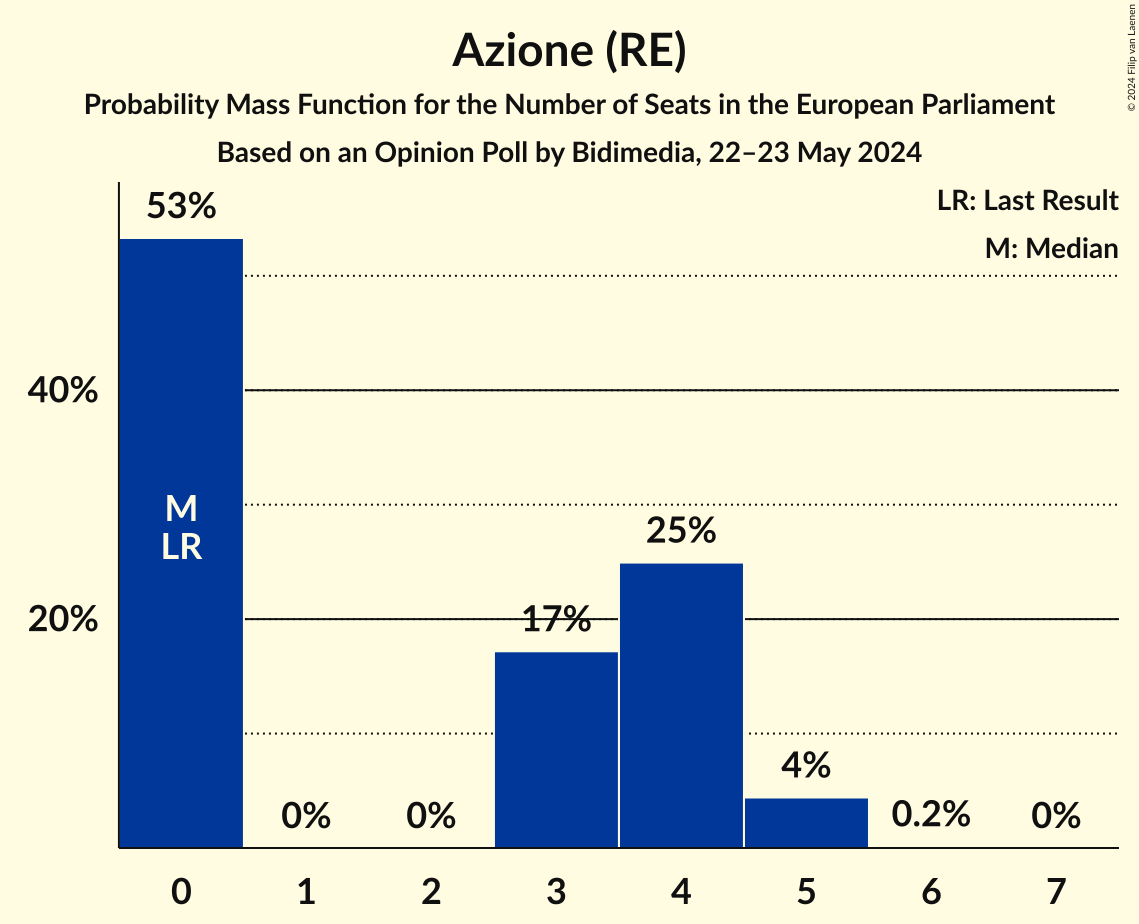 Azione (RE)
Probability Mass Function for the Number of Seats in the European Parliament
Based on an Opinion Poll by Bidimedia, 22–23 May 2024
© 2024 Filip van Laenen
LR: Last Result
M: Median
53%
40%
20%
M
LR
0%
0%
17%
25%
4%
0.2%
0%
0 1 2 3 4 5 6 7